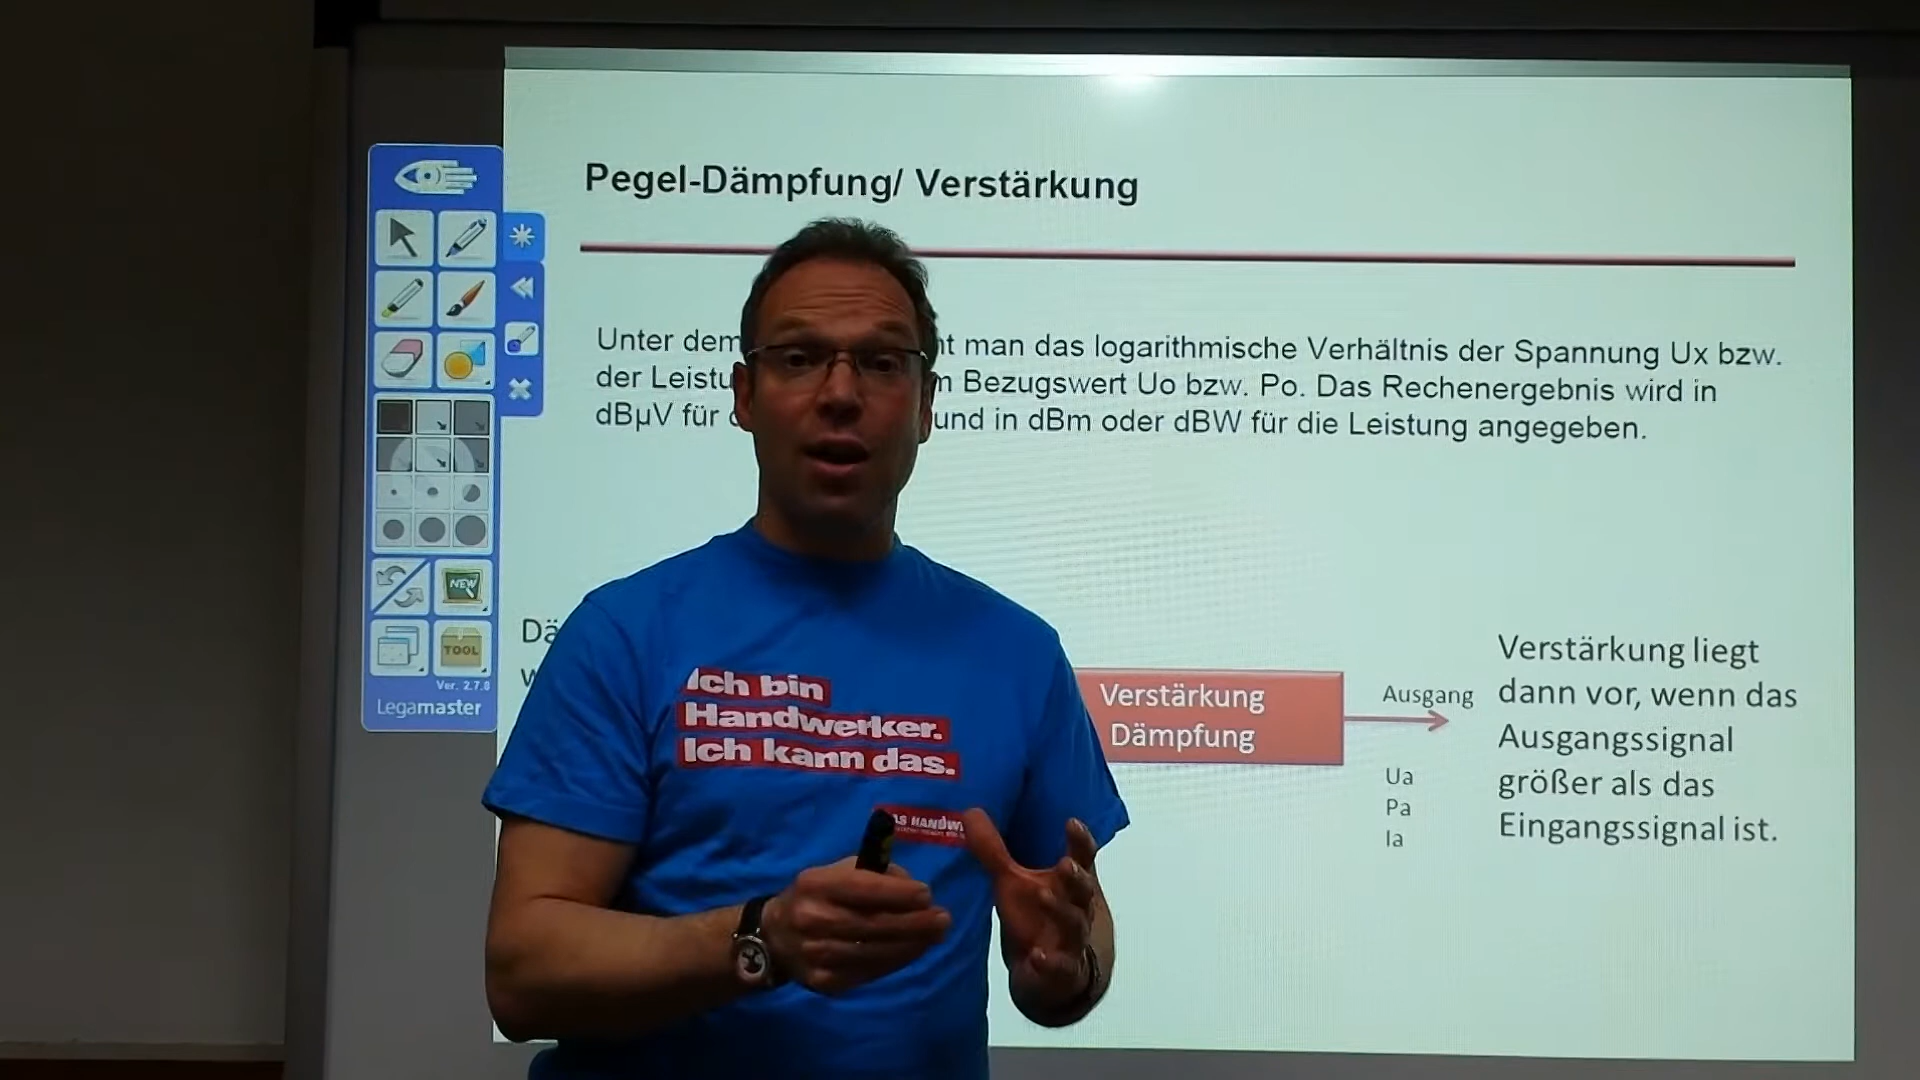 Pegel-Dämpfung/ Verstärkung
Unter dem man das logarithmische Verhältnis der Spannung Ux bzw.
der Bezugswert Uo bzw. Po. Das Rechenergebnis wird in
dBµV für und in dBm oder dBW für die Leistung angegeben.
Verstärkung
Dämpfung
Ausgang
Ua
Pa
Ia
Verstärkung liegt
dann vor, wenn das
Ausgangssignal
größer als das
Eingangssignal ist.
NEW
TOOL
Ver. 2.7.8
Legamaster
Ich bin
Handwerker.
Ich kann das.